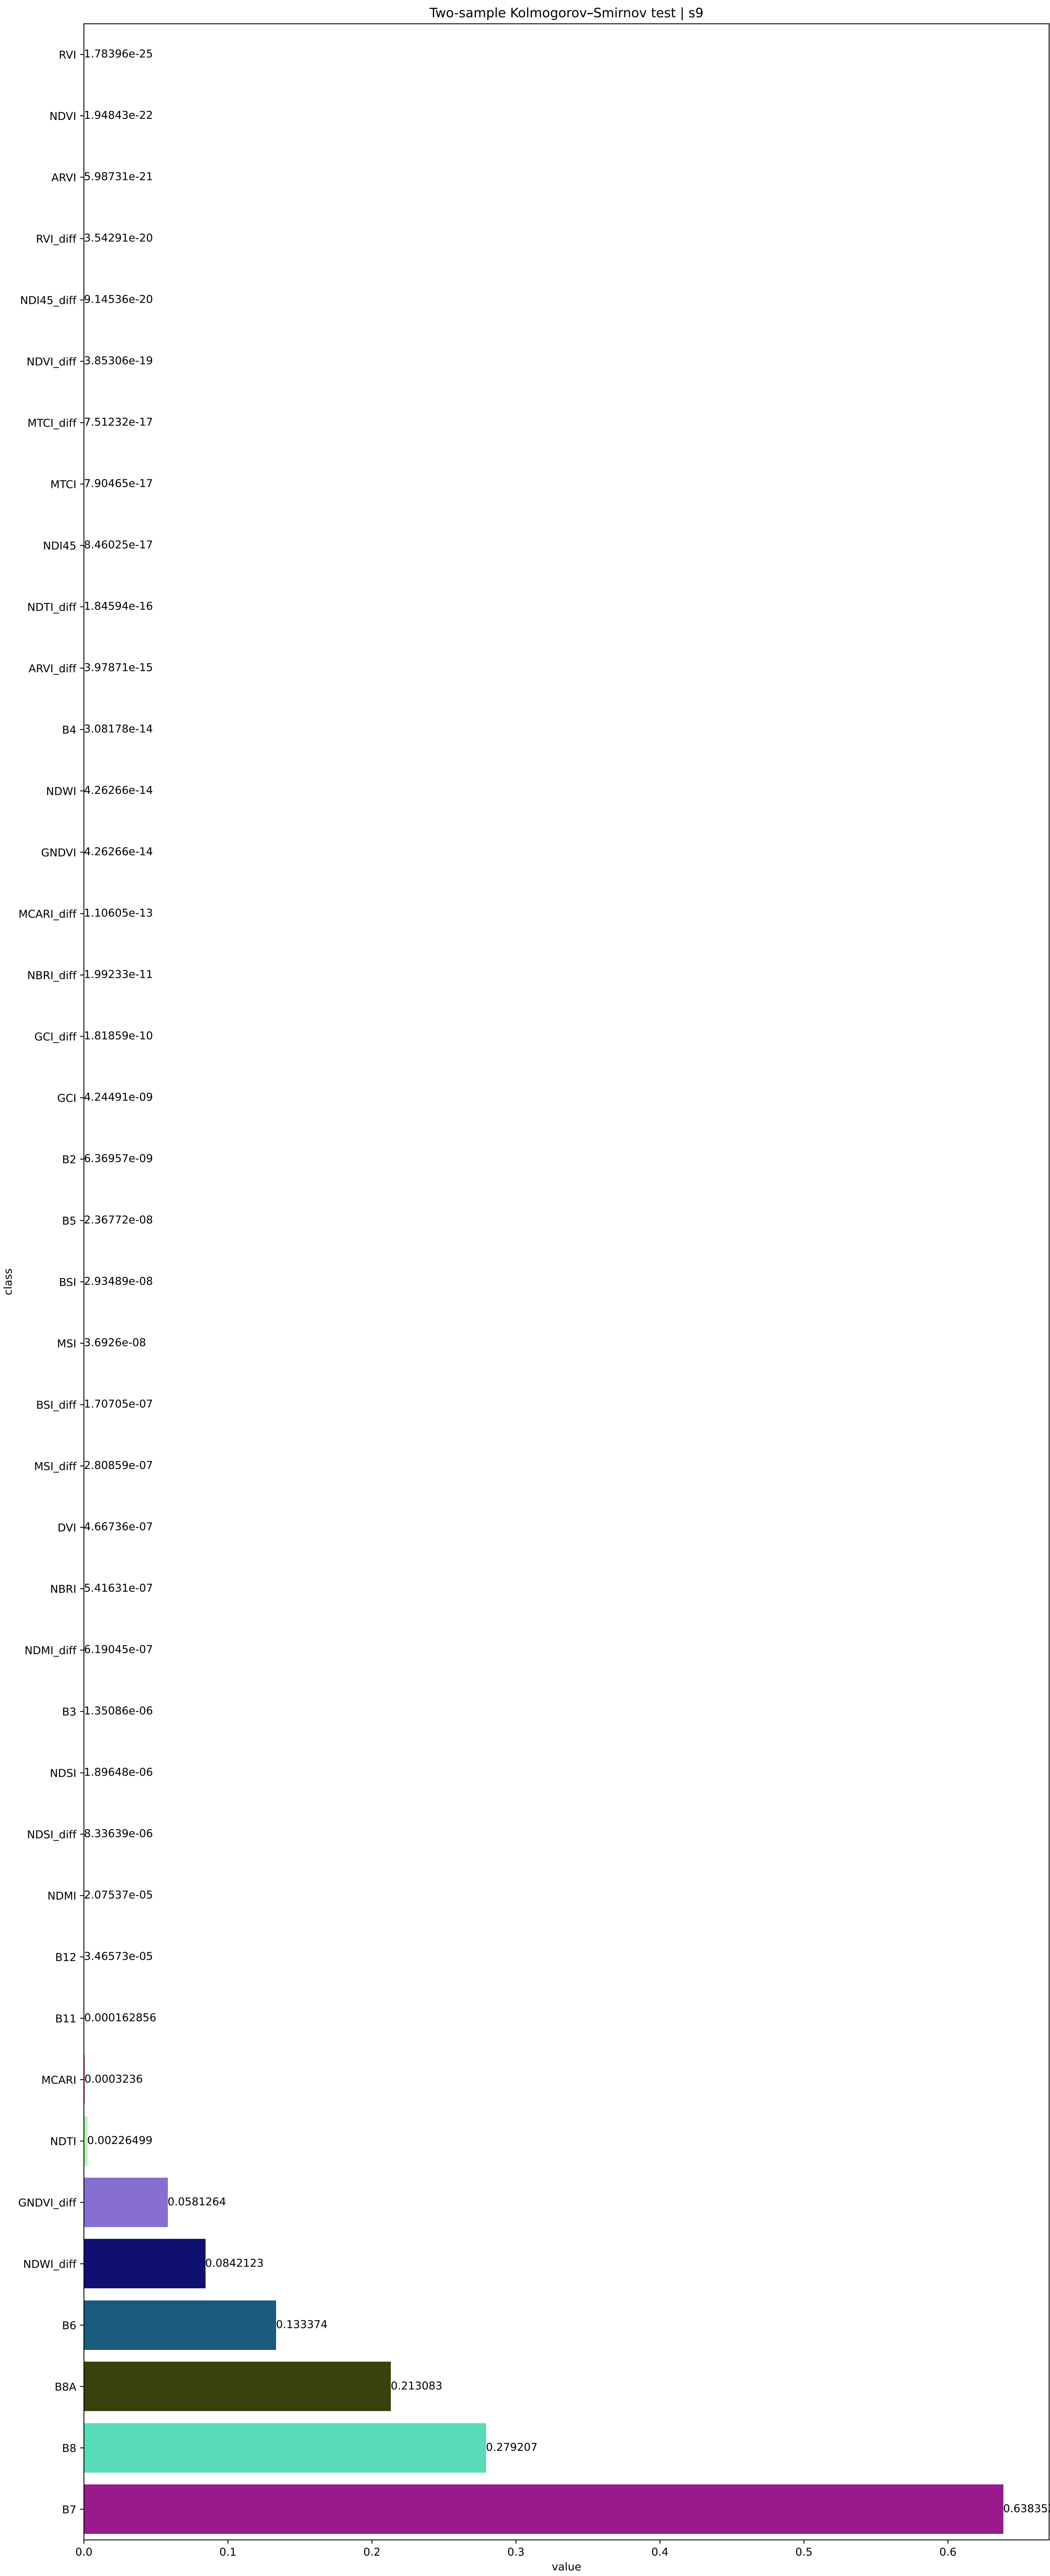 Two-sample Kolmogorov–Smirnov test | s9
RVI 1.78396e-25
NDVI 1.94843e-22
ARVI 5.98731e-21
RVI_diff 3.54291e-20
NDI45_diff 9.14536e-20
NDVI_diff 3.85306e-19
MTCI_diff 7.51232e-17
MTCI 7.90465e-17
NDI45 8.46025e-17
NDTI_diff 1.84594e-16
ARVI_diff 3.97871e-15
B4 3.08178e-14
NDWI 4.26266e-14
GNDVI 4.26266e-14
MCARI_diff 1.10605e-13
NBRI_diff 1.99233e-11
GCI_diff 1.81859e-10
GCI 4.24491e-09
B2 6.36957e-09
B5 2.36772e-08
BSI 2.93489e-08
MSI 3.6926e-08
BSI_diff 1.70705e-07
MSI_diff 2.80859e-07
DVI 4.66736e-07
NBRI 5.41631e-07
NDMI_diff 6.19045e-07
B3 1.35086e-06
NDSI 1.89648e-06
NDSI_diff 8.33639e-06
NDMI 2.07537e-05
B12 3.46573e-05
B11 0.000162856
MCARI 0.0003236
NDTI 0.00226499
GNDVI_diff 0.0581264
NDWI_diff 0.0842123
B6 0.133374
B8A 0.213083
B8 0.279207
B7 0.63835
class
0.0 0.1 0.2 0.3 0.4 0.5 0.6
value